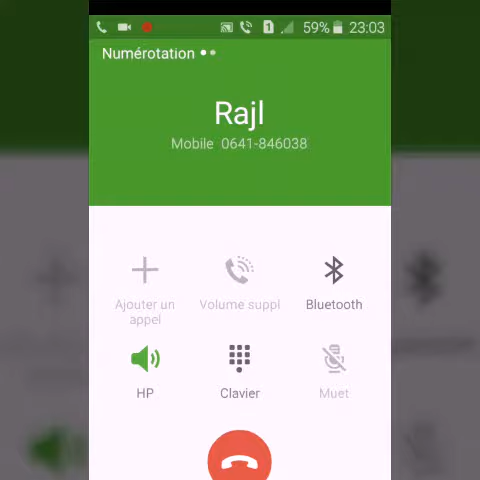 59% 23:03
Numérotation
Rajl
Mobile 0641-846038
Ajouter un
appel
Volume suppl
Bluetooth
HP
Clavier
Muet